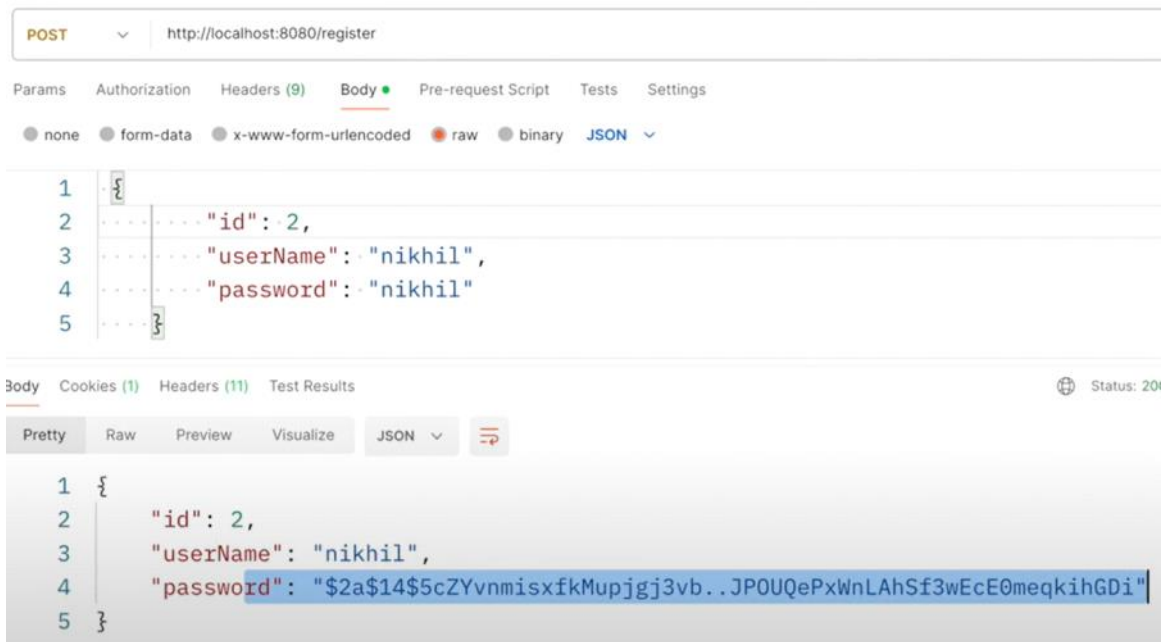 POST http://localhost:8080/register
Params Authorization Headers (9) Body Pre-request Script Tests Settings
none form-data x-www-form-urlencoded raw binary JSON
1 {
2 "id": 2,
3 "userName": "nikhil",
4 "password": "nikhil"
5 }
Body Cookies (1) Headers (11) Test Results Status: 200
Pretty Raw Preview Visualize JSON
1 {
2 "id": 2,
3 "userName": "nikhil",
4 "password": "$2a$14$5cZYvnmisxfkMupjgj3vb..JPOUQePxWnLAhSf3wEcE0meqkihGDi"
5 }